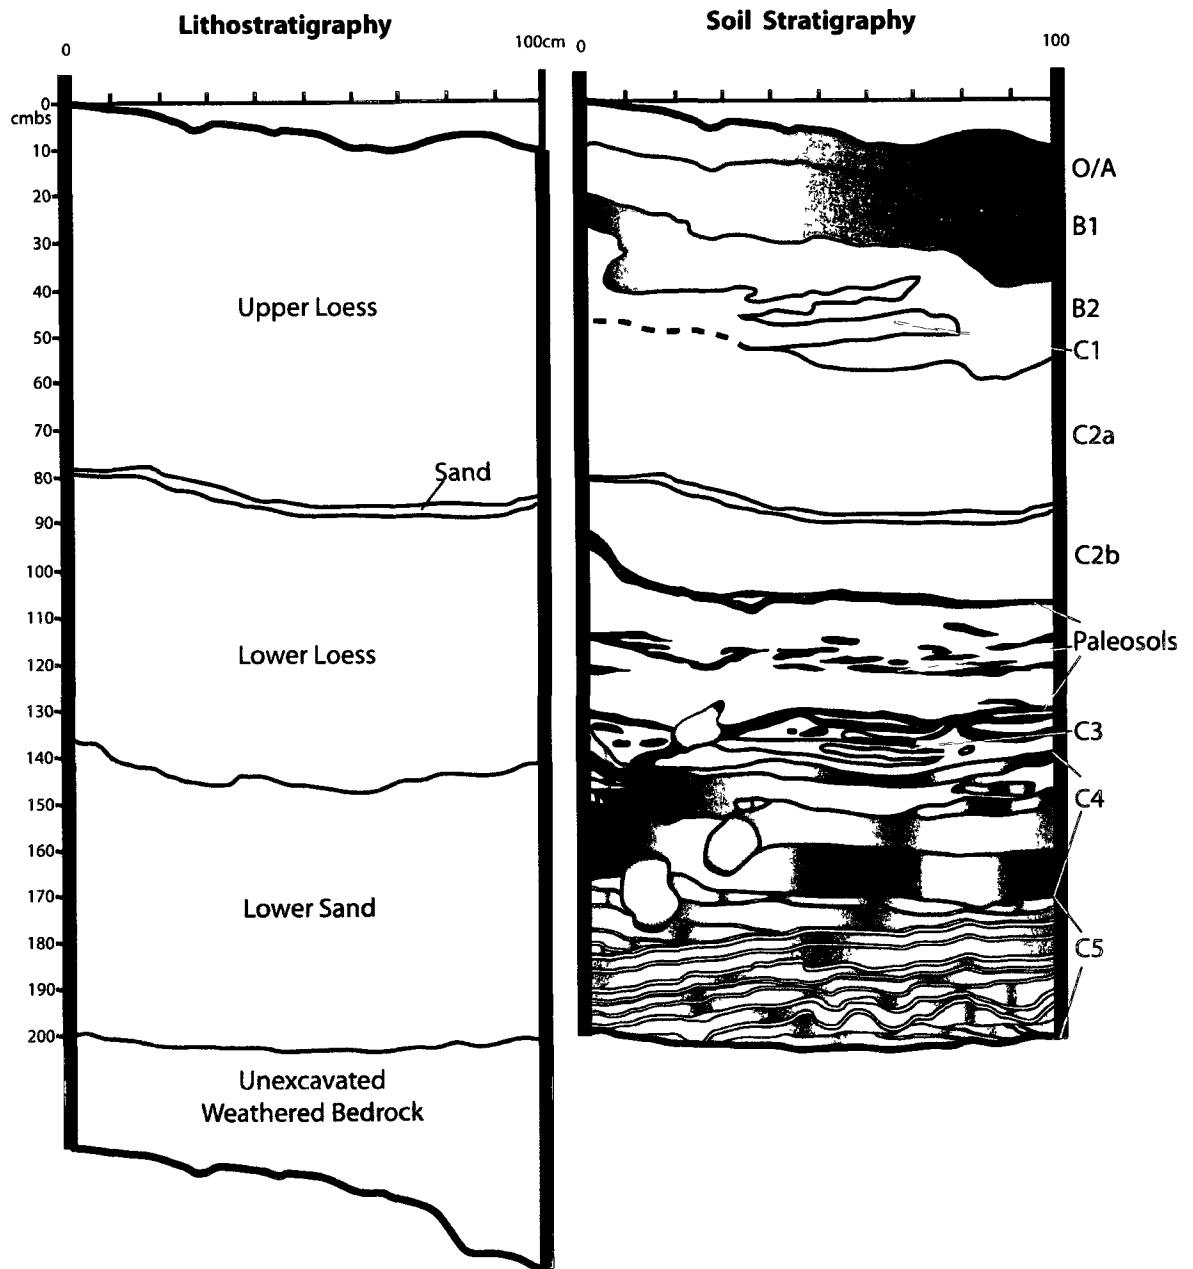 Lithostratigraphy
Soil Stratigraphy
0
100cm
0
100
0
cmbs
10
20
30
40
50
60
70
80
90
100
110
120
130
140
150
160
170
180
190
200
Upper Loess
Sand
Lower Loess
Lower Sand
Unexcavated
Weathered Bedrock
O/A
B1
B2
C1
C2a
C2b
Paleosols
C3
C4
C5